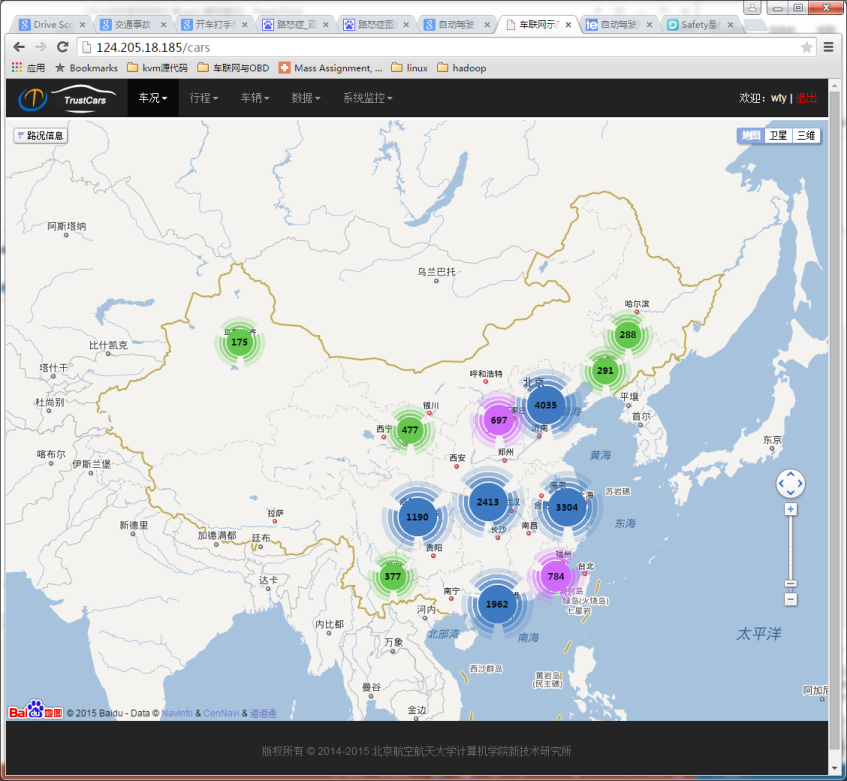 Drive Scr
交通事故
开车打手机
路怒症_百
路怒症图
自动驾驶
车联网示
自动驾驶
Safety是
124.205.18.185/cars
应用 Bookmarks kvm源代码 车联网与OBD Mass Assignment, ... linux hadoop
TrustCars 车况 行程 车辆 数据 系统监控 欢迎：wty | 退出
路况信息 地图 卫星 三维
阿斯塔纳
乌兰巴托
哈尔滨
288
175
比什凯克
291
塔什干
呼和浩特
北京
平壤
杜尚别
银川
4035
首尔
697
477
西宁
济南
东京
喀布尔
西安
郑州
黄海
伊斯兰堡
苏岩礁
2413
3304
拉萨
1190
南昌
东海
新德里
加德满都
廷布
长沙
贵阳
福州
台北
达卡
377
784
南宁
绿岛(火烧岛)
七星岩
1962
河内
内比都
北部湾
南海
太平洋
万象
西沙群岛
黄岩岛
(民主礁)
曼谷
阿加尼
金边
Baidu地图 © 2015 Baidu - Data © NavInfo & CenNavi & 道道通
版权所有 © 2014-2015 北京航空航天大学计算机学院新技术研究所